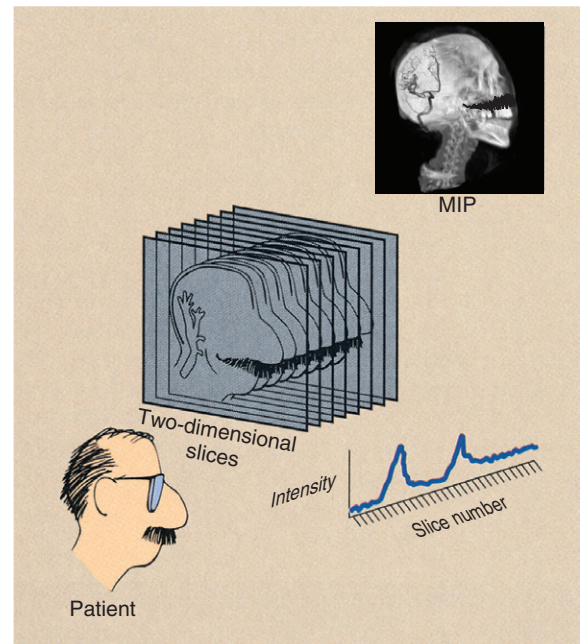 MIP
Two-dimensional
slices
Intensity
Slice number
Patient